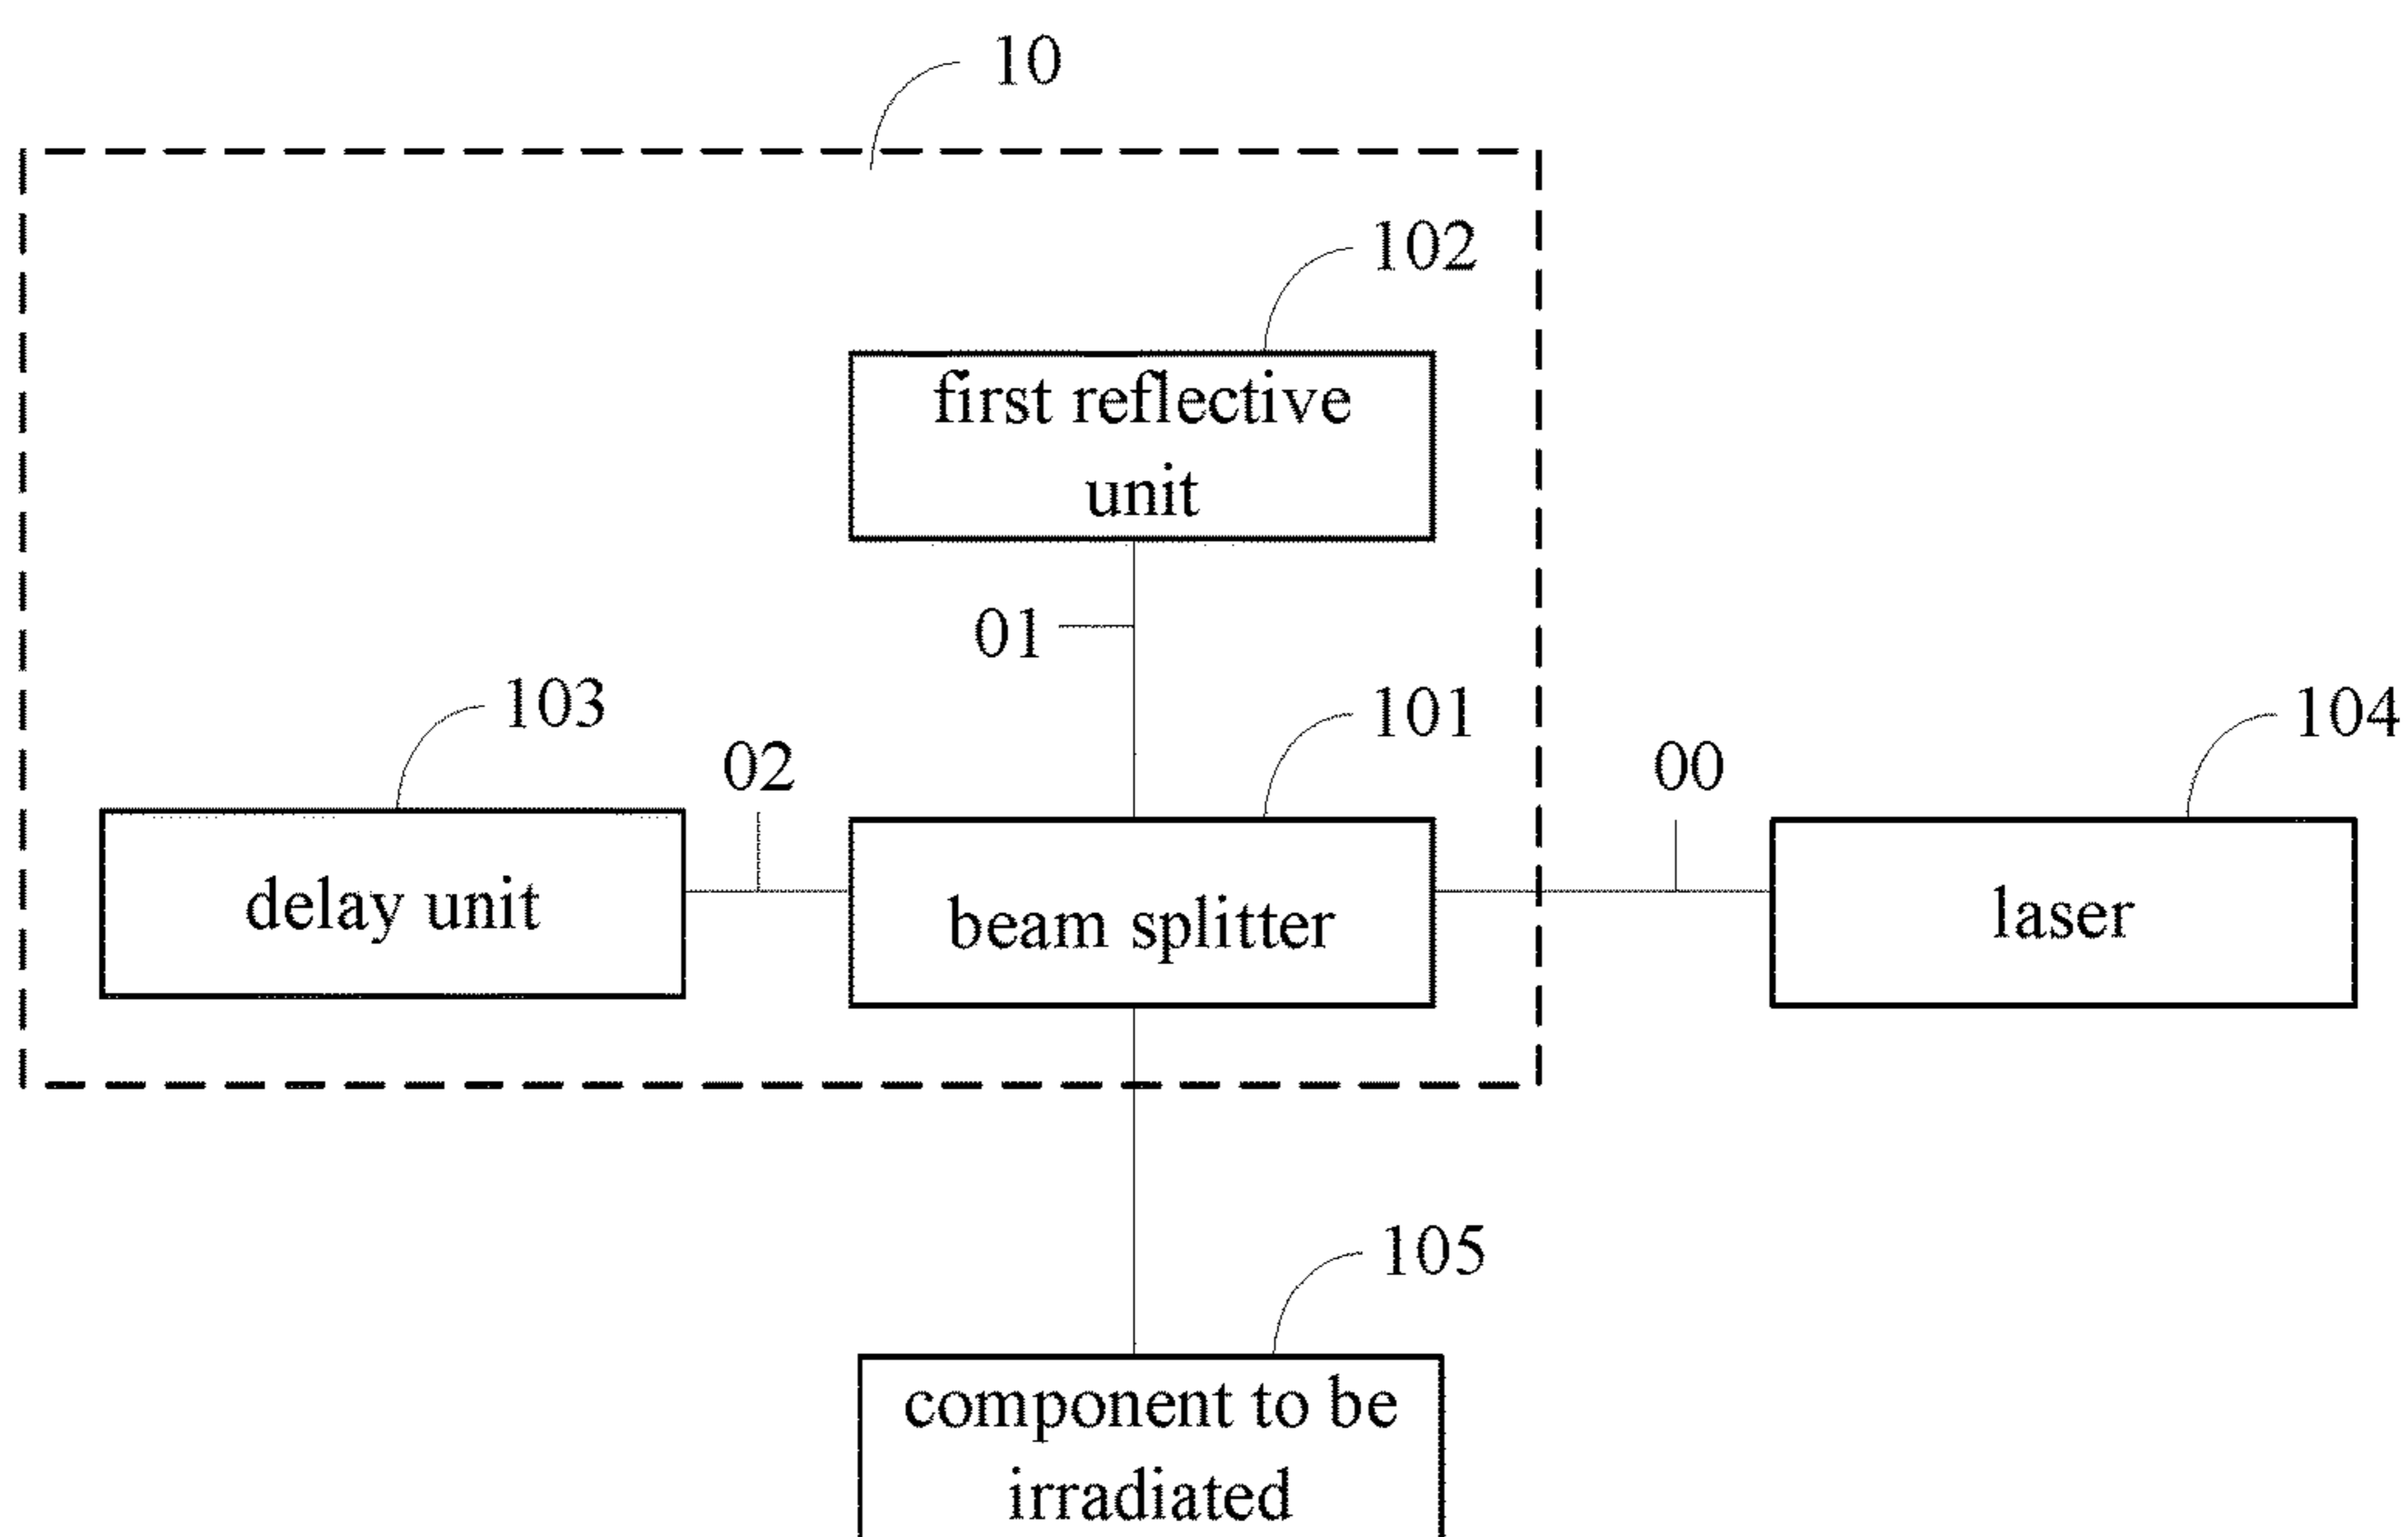 10
102
first reflective
unit
01
103
02
101
00
104
delay unit
beam splitter
laser
105
component to be
irradiated